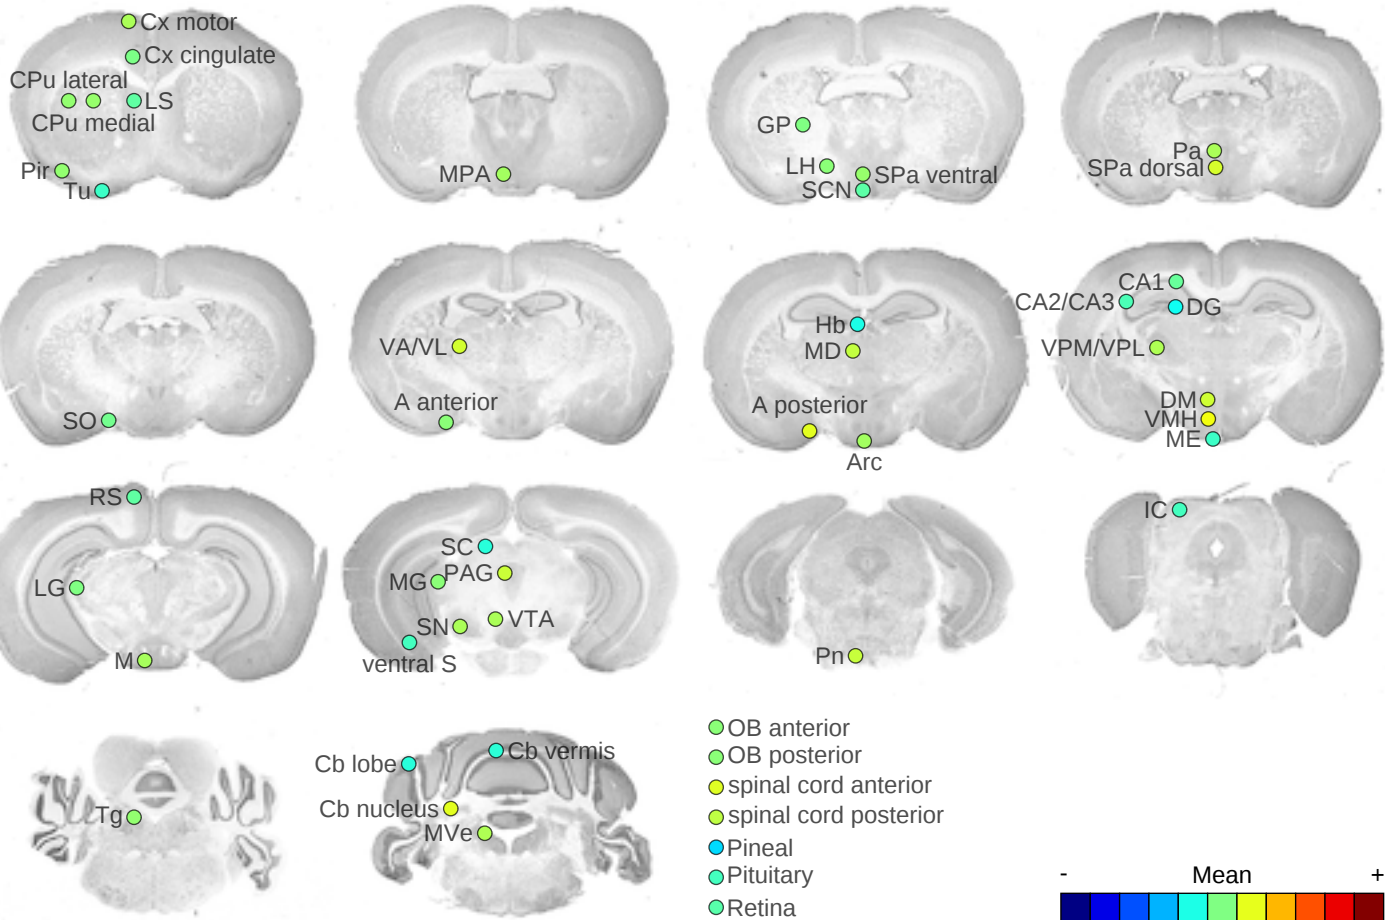 Cx motor
Cx cingulate
CPu lateral
LS
CPu medial
Pir
Tu
MPA
GP
LH
SPa ventral
SCN
Pa
SPa dorsal
SO
VA/VL
A anterior
Hb
MD
A posterior
Arc
CA1
CA2/CA3
DG
VPM/VPL
DM
VMH
ME
RS
LG
M
SC
MG
PAG
SN
VTA
ventral S
Pn
IC
Tg
Cb lobe
Cb vermis
Cb nucleus
MVe
OB anterior
OB posterior
spinal cord anterior
spinal cord posterior
Pineal
Pituitary
Retina
- Mean +